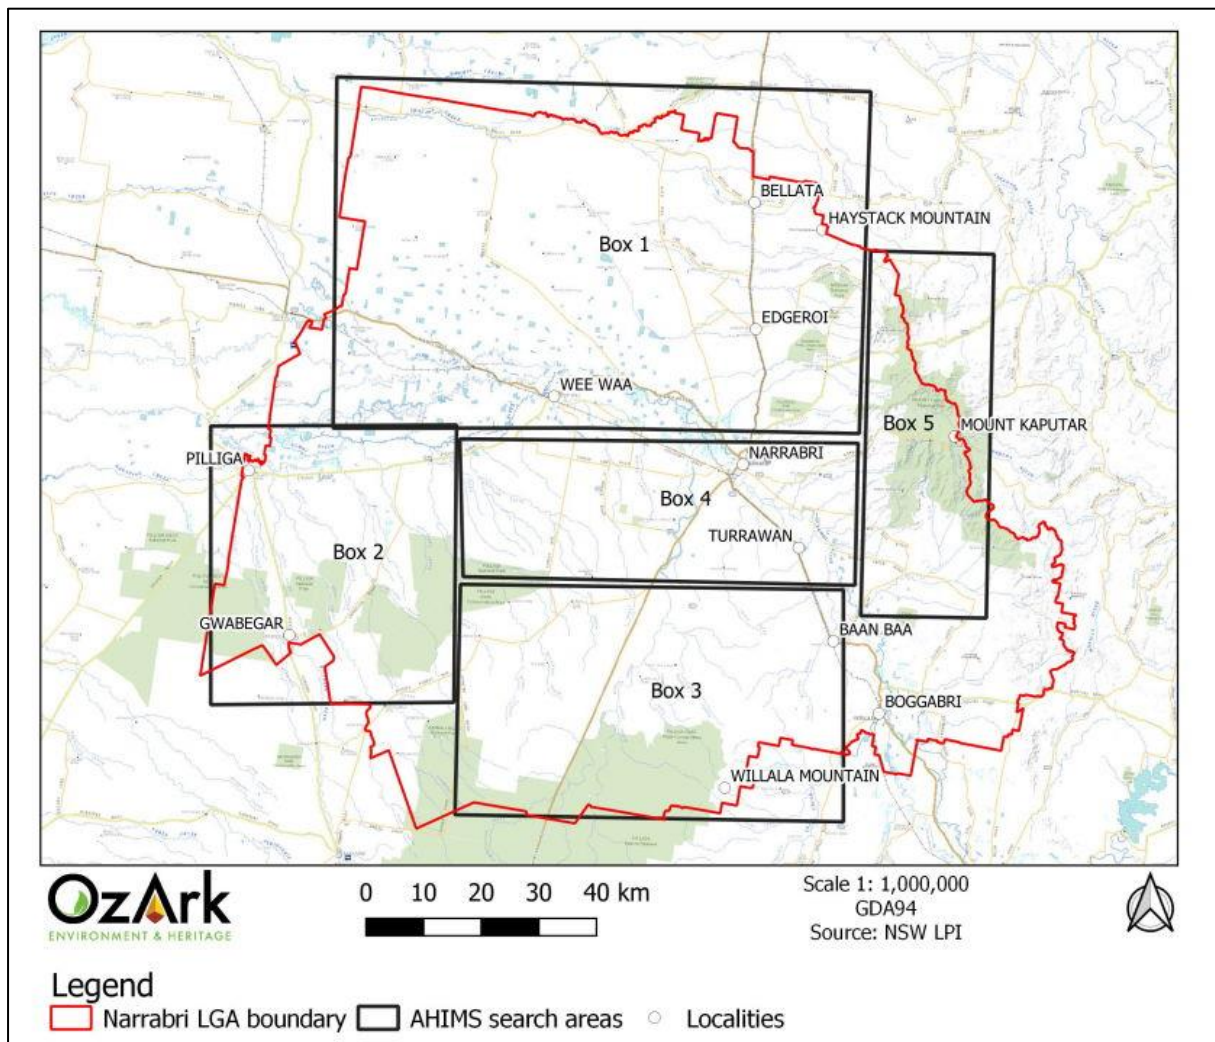 BELLATA
HAYSTACK MOUNTAIN
Box 1
EDGEROI
WEE WAA
Box 5
MOUNT KAPUTAR
PILLIGA
NARRABRI
Box 4
TURRAWAN
Box 2
GWABEGAR
BAAN BAA
Box 3
BOGGABRI
WILLALA MOUNTAIN
OzArk
ENVIRONMENT & HERITAGE
0 10 20 30 40 km
Scale 1: 1,000,000
GDA94
Source: NSW LPI
Legend
Narrabri LGA boundary AHIMS search areas Localities